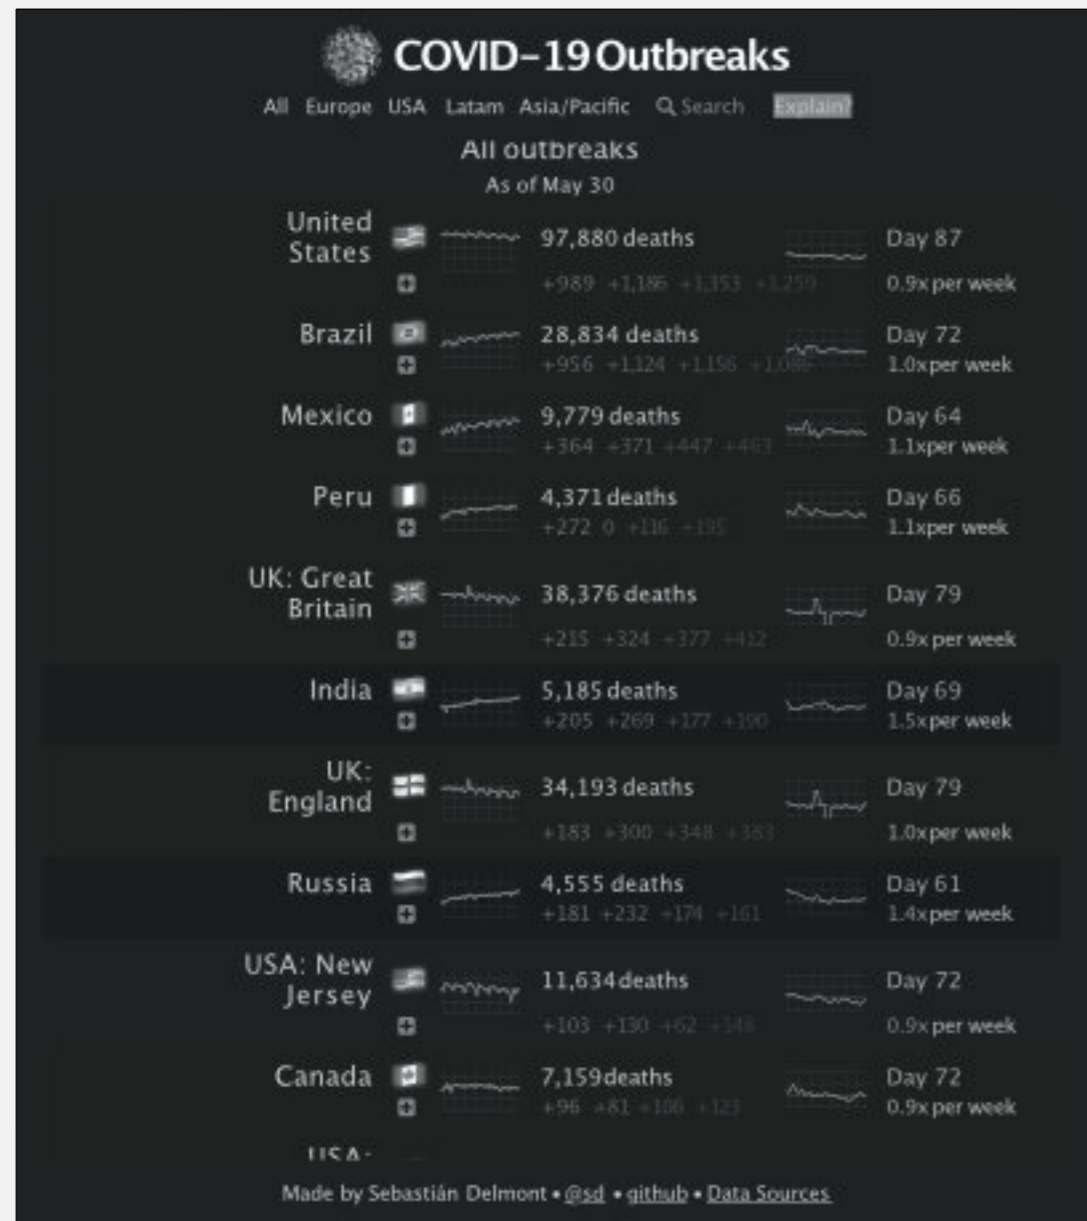 COVID-19 Outbreaks
All Europe USA Latam Asia/Pacific Search Explain?
All outbreaks
As of May 30
United States 97,880 deaths Day 87
+989 +1,186 +1,353 +1,259 0.9x per week
Brazil 28,834 deaths Day 72
+956 +1,124 +1,156 +1,086 1.0x per week
Mexico 9,779 deaths Day 64
+364 +371 +447 +463 1.1x per week
Peru 4,371 deaths Day 66
+272 0 +116 +195 1.1x per week
UK: Great Britain 38,376 deaths Day 79
+215 +324 +377 +412 0.9x per week
India 5,185 deaths Day 69
+205 +269 +177 +190 1.5x per week
UK: England 34,193 deaths Day 79
+183 +300 +348 +383 1.0x per week
Russia 4,555 deaths Day 61
+181 +232 +174 +161 1.4x per week
USA: New Jersey 11,634 deaths Day 72
+103 +130 +62 +148 0.9x per week
Canada 7,159 deaths Day 72
+96 +81 +106 +123 0.9x per week
USA:
Made by Sebastián Delmont • @sd • github • Data Sources